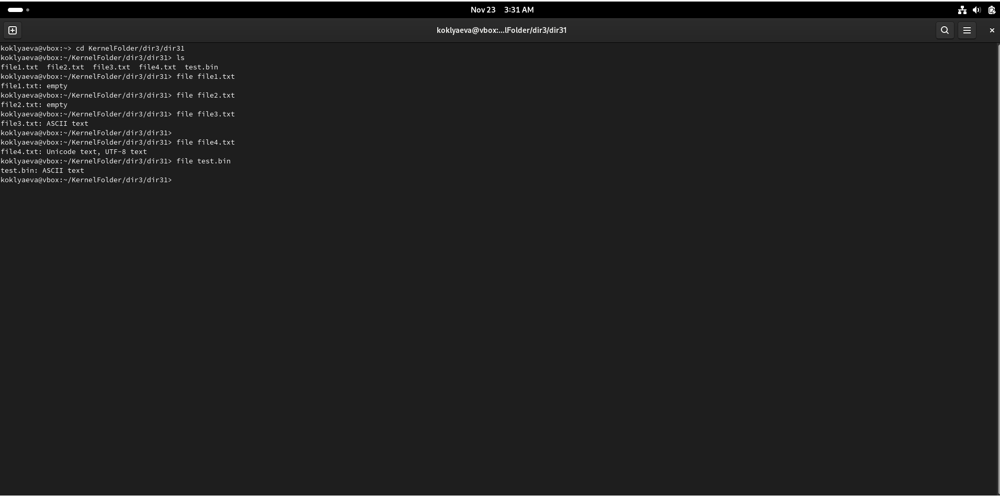 Nov 23 3:31 AM
koklyaeva@vbox:...lFolder/dir3/dir31
koklyaeva@vbox:~> cd KernelFolder/dir3/dir31
koklyaeva@vbox:~/KernelFolder/dir3/dir31> ls
file1.txt  file2.txt  file3.txt  file4.txt  test.bin
koklyaeva@vbox:~/KernelFolder/dir3/dir31> file file1.txt
file1.txt: empty
koklyaeva@vbox:~/KernelFolder/dir3/dir31> file file2.txt
file2.txt: empty
koklyaeva@vbox:~/KernelFolder/dir3/dir31> file file3.txt
file3.txt: ASCII text
koklyaeva@vbox:~/KernelFolder/dir3/dir31>
koklyaeva@vbox:~/KernelFolder/dir3/dir31> file file4.txt
file4.txt: Unicode text, UTF-8 text
koklyaeva@vbox:~/KernelFolder/dir3/dir31> file test.bin
test.bin: ASCII text
koklyaeva@vbox:~/KernelFolder/dir3/dir31>